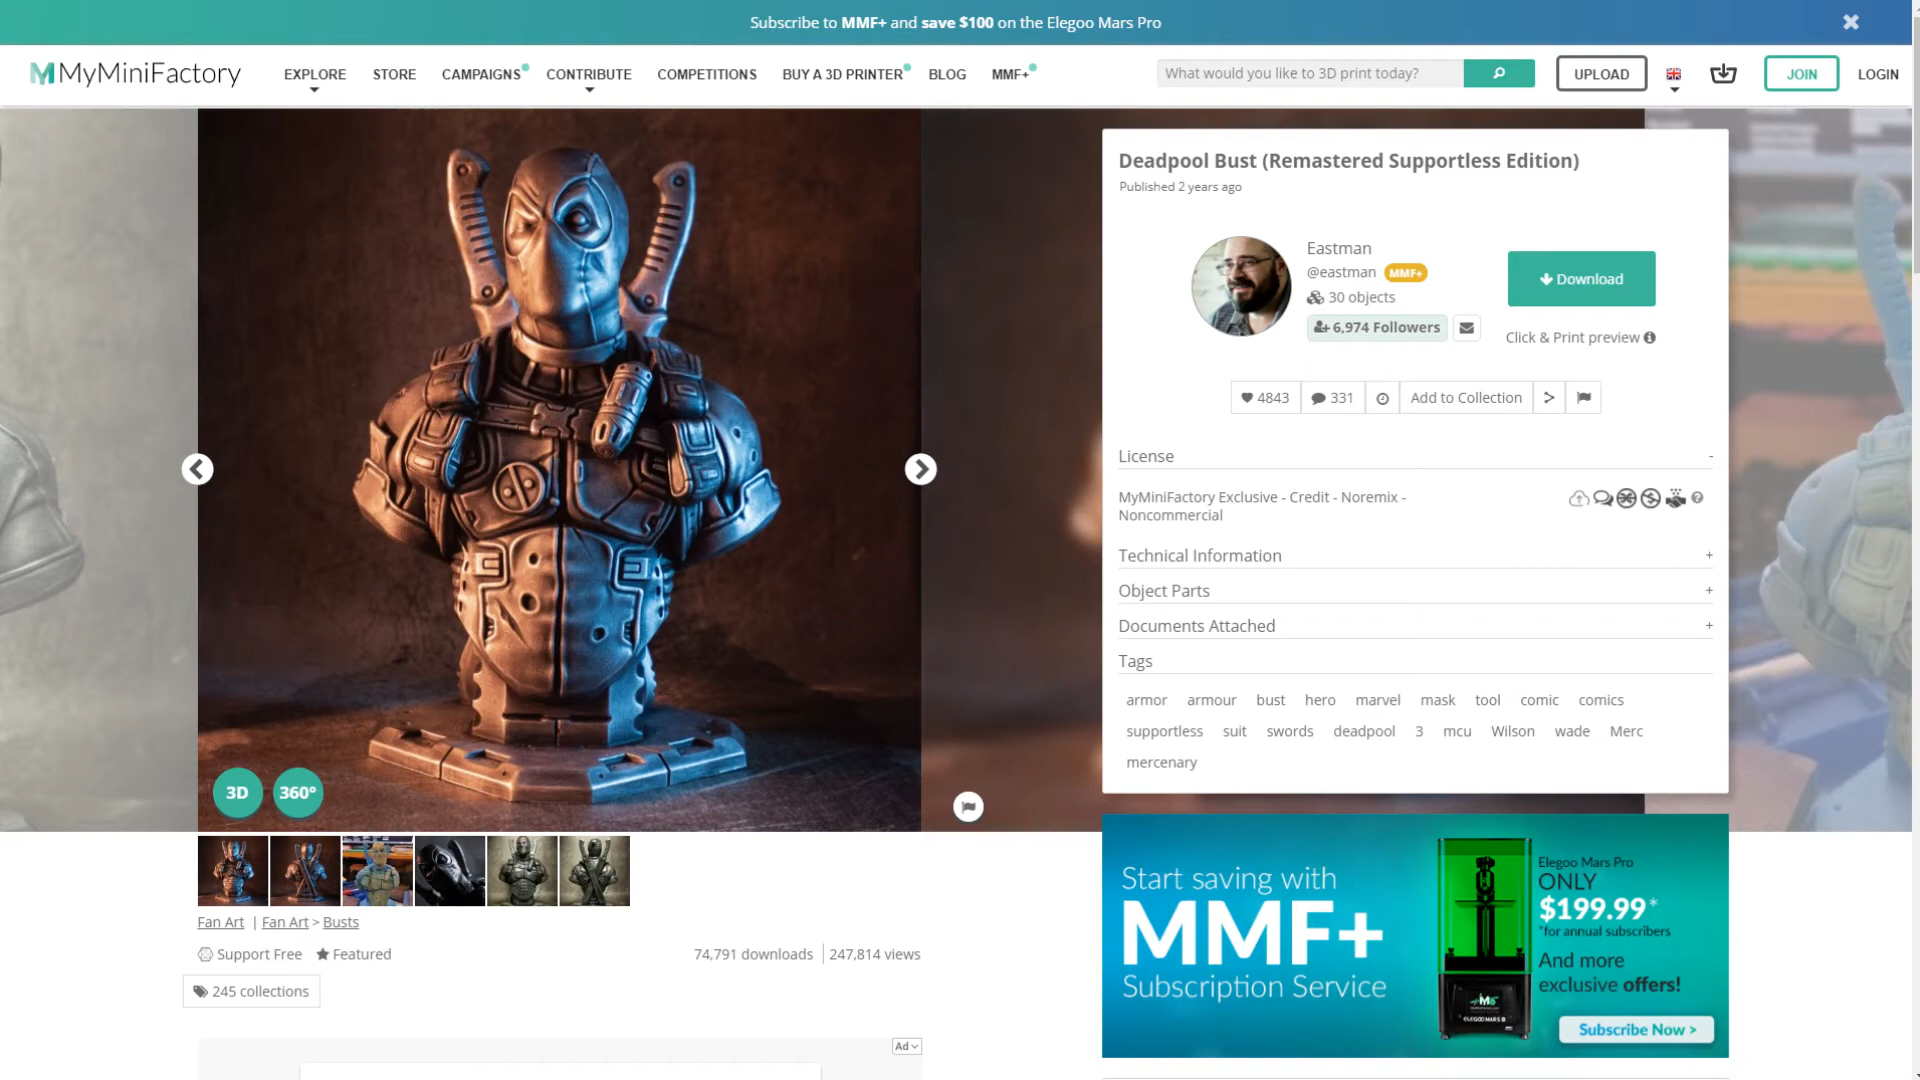 Subscribe to MMF+ and save $100 on the Elegoo Mars Pro
MyMiniFactory
EXPLORE
STORE
CAMPAIGNS
CONTRIBUTE
COMPETITIONS
BUY A 3D PRINTER
BLOG
MMF+
What would you like to 3D print today?
UPLOAD
JOIN
LOGIN
Deadpool Bust (Remastered Supportless Edition)
Published 2 years ago
Eastman
@eastman MMF+
30 objects
6,974 Followers
Download
Click & Print preview
4843
331
Add to Collection
License
-
MyMiniFactory Exclusive - Credit - Noremix -
Noncommercial
Technical Information
+
Object Parts
+
Documents Attached
+
Tags
armor armour bust hero marvel mask tool comic comics
supportless suit swords deadpool 3 mcu Wilson wade Merc
mercenary
3D
360°
Fan Art | Fan Art > Busts
Support Free Featured
74,791 downloads
247,814 views
245 collections
Ad
Start saving with
MMF+
Subscription Service
Elegoo Mars Pro
ONLY
$199.99*
*for annual subscribers
And more
exclusive offers!
Subscribe Now >